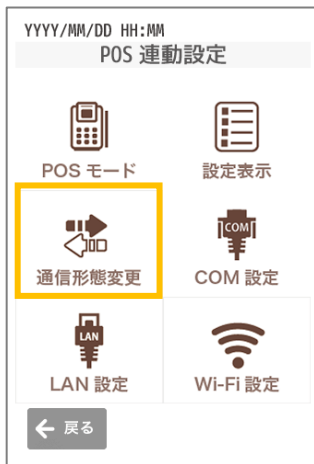 YYYY/MM/DD HH:MM
POS 連動設定
POS モード
設定表示
通信形態変更
COM
COM 設定
LAN
LAN 設定
Wi-Fi 設定
戻る